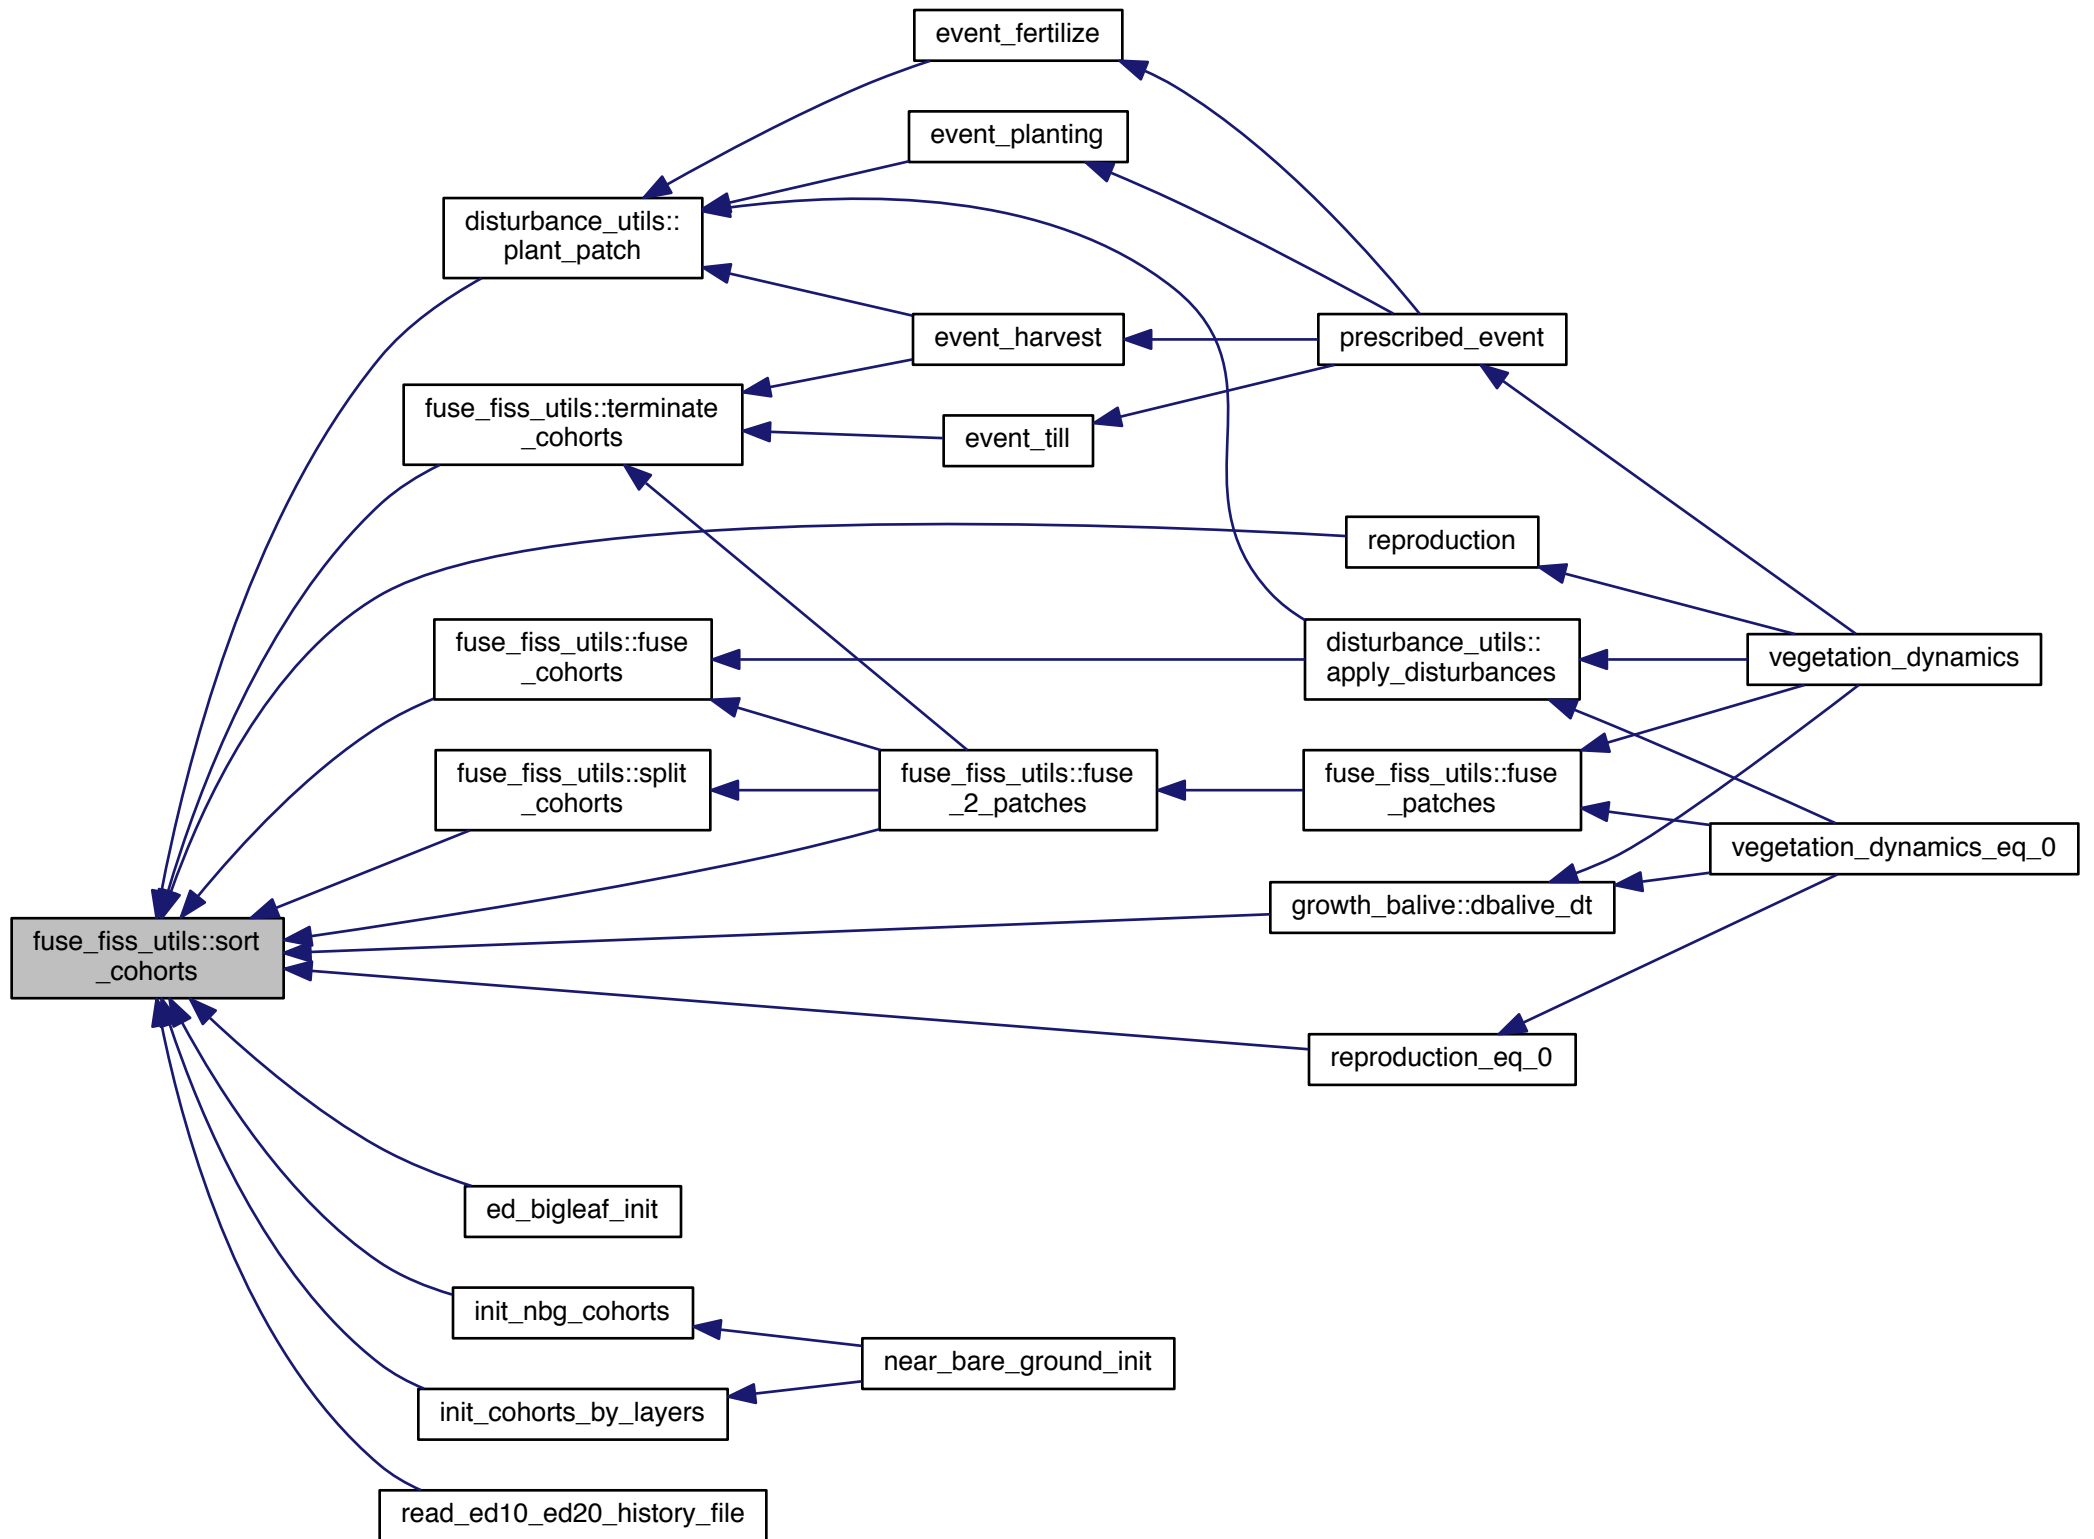 event_fertilize
event_planting
disturbance_utils::
plant_patch
event_harvest
prescribed_event
fuse_fiss_utils::terminate
_cohorts
event_till
reproduction
fuse_fiss_utils::fuse
_cohorts
disturbance_utils::
apply_disturbances
vegetation_dynamics
fuse_fiss_utils::split
_cohorts
fuse_fiss_utils::fuse
_2_patches
fuse_fiss_utils::fuse
_patches
vegetation_dynamics_eq_0
growth_balive::dbalive_dt
fuse_fiss_utils::sort
_cohorts
reproduction_eq_0
ed_bigleaf_init
init_nbg_cohorts
near_bare_ground_init
init_cohorts_by_layers
read_ed10_ed20_history_file